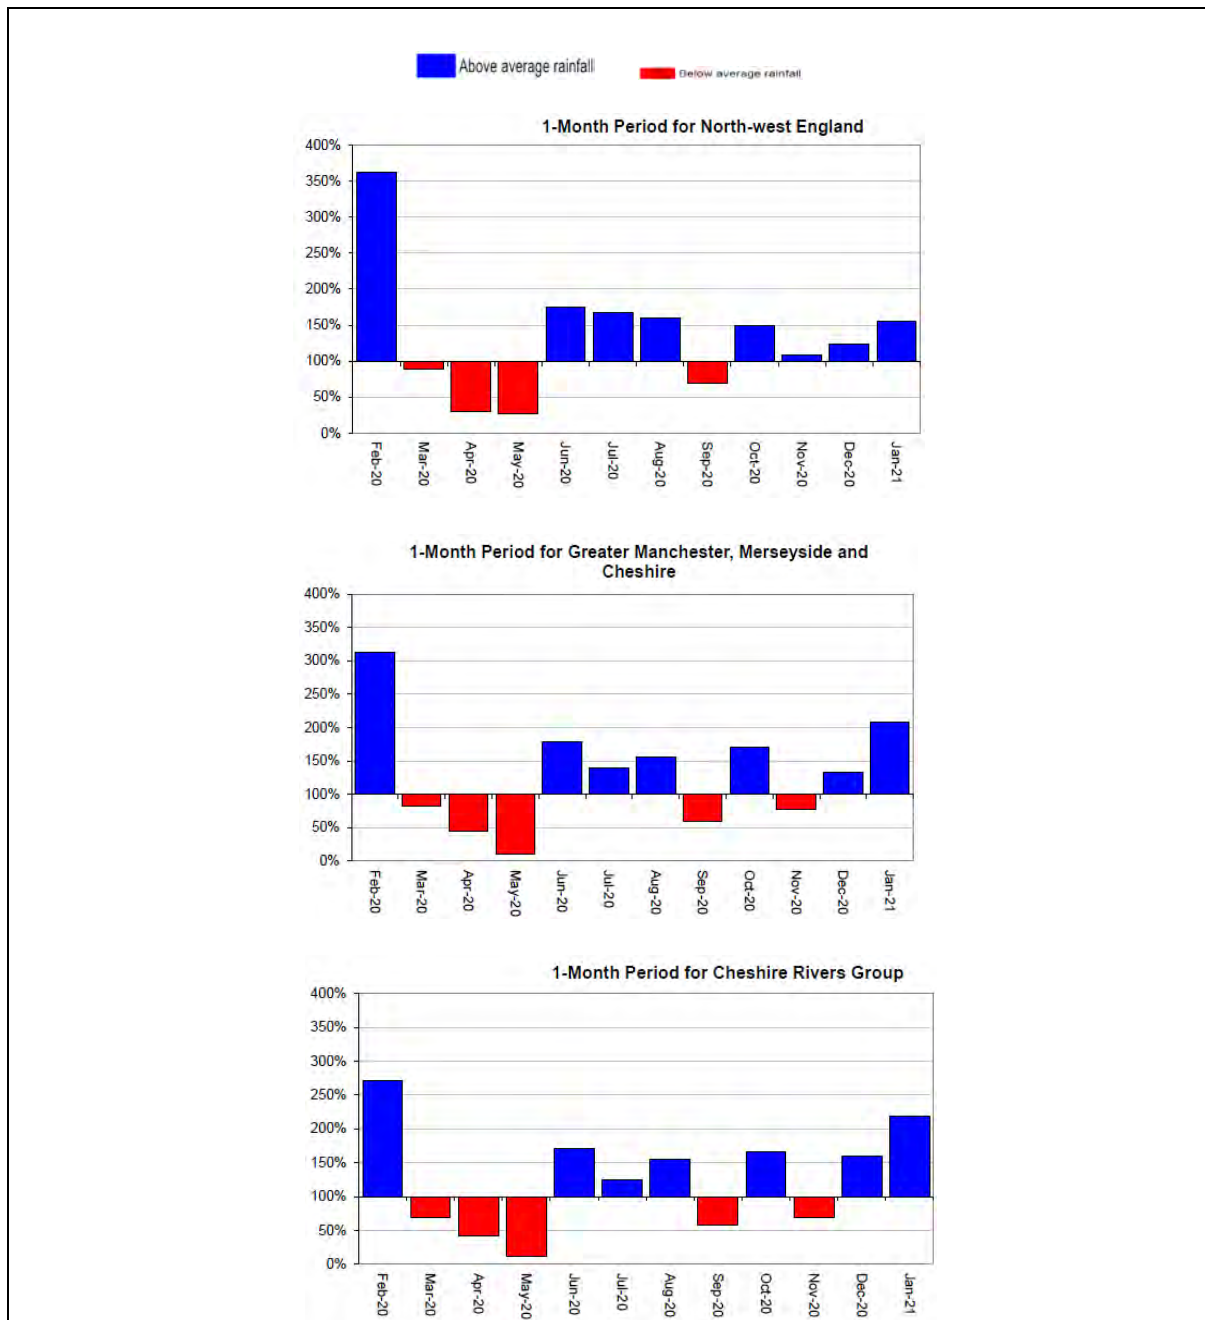 Above average rainfall
Below average rainfall
1-Month Period for North-west England
400%
350%
300%
250%
200%
150%
100%
50%
0%
Feb-20
Mar-20
Apr-20
May-20
Jun-20
Jul-20
Aug-20
Sep-20
Oct-20
Nov-20
Dec-20
Jan-21
1-Month Period for Greater Manchester, Merseyside and
Cheshire
400%
350%
300%
250%
200%
150%
100%
50%
0%
Feb-20
Mar-20
Apr-20
May-20
Jun-20
Jul-20
Aug-20
Sep-20
Oct-20
Nov-20
Dec-20
Jan-21
1-Month Period for Cheshire Rivers Group
400%
350%
300%
250%
200%
150%
100%
50%
0%
Feb-20
Mar-20
Apr-20
May-20
Jun-20
Jul-20
Aug-20
Sep-20
Oct-20
Nov-20
Dec-20
Jan-21